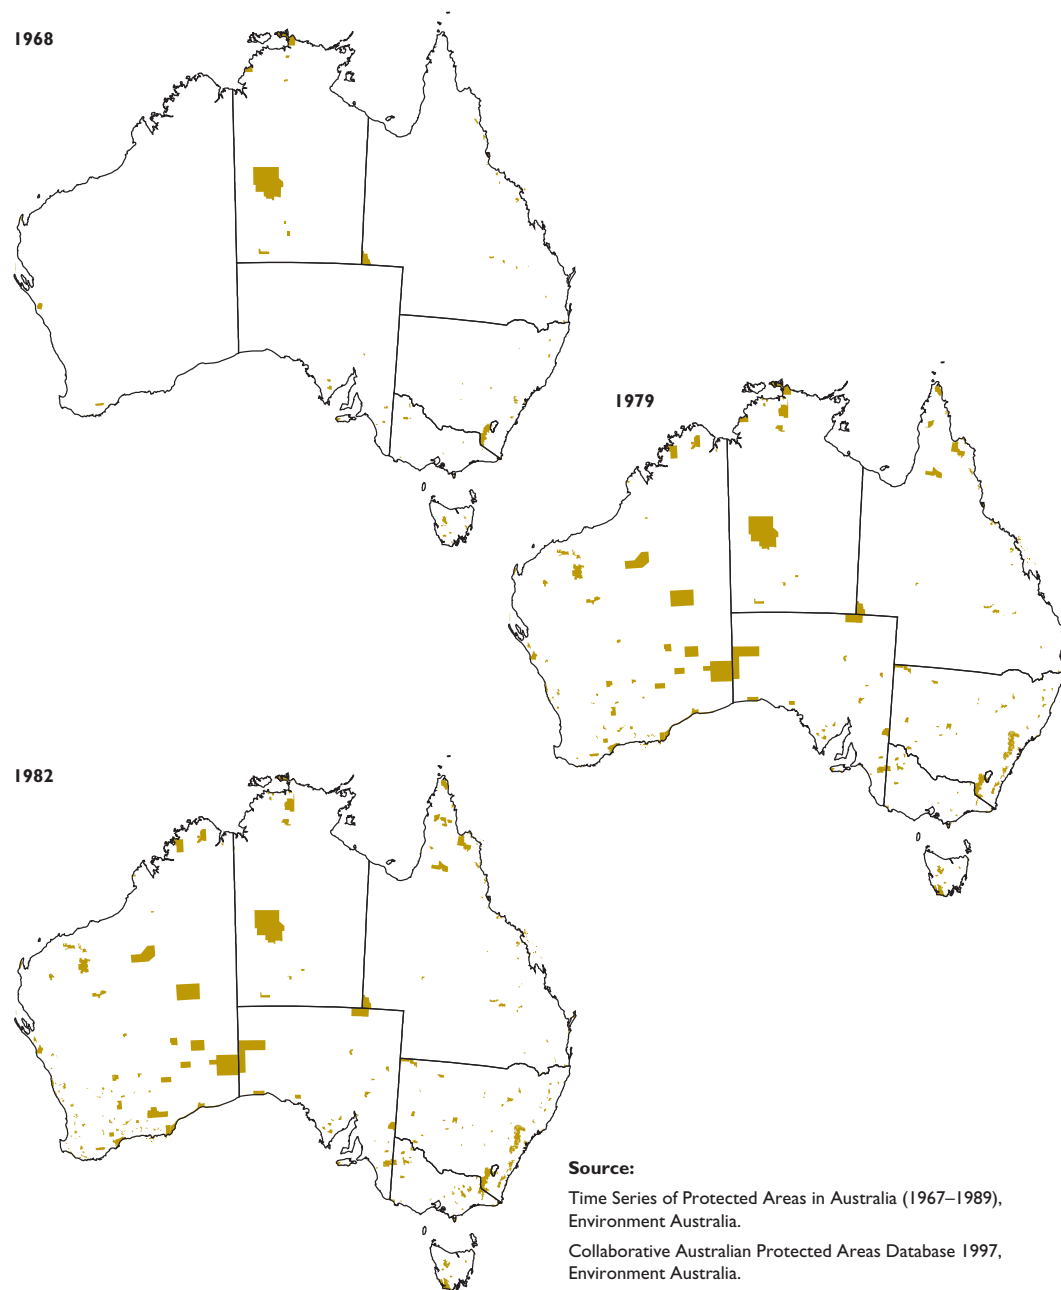 1968
1979
1982
Source:
Time Series of Protected Areas in Australia (1967–1989),
Environment Australia.
Collaborative Australian Protected Areas Database 1997,
Environment Australia.